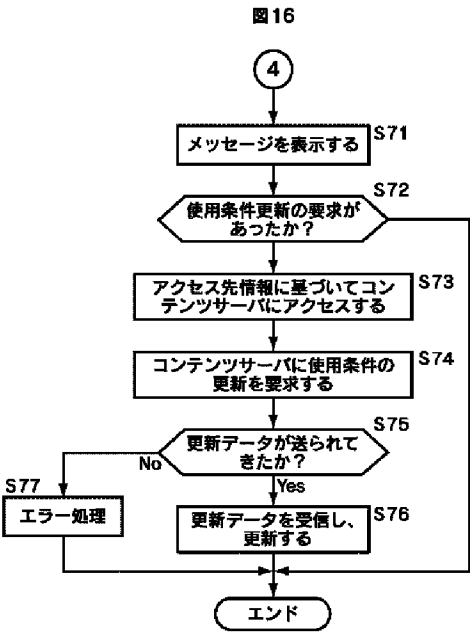 図16
4
メッセージを表示する
S71
S72
使用条件更新の要求が
あったか?
アクセス先情報に基づいてコン
テンツサーバにアクセスする
S73
コンテンツサーバに使用条件の
更新を要求する
S74
S75
更新データが送られて
きたか?
No
Yes
S77
エラー処理
更新データを受信し、
更新する
S76
エンド